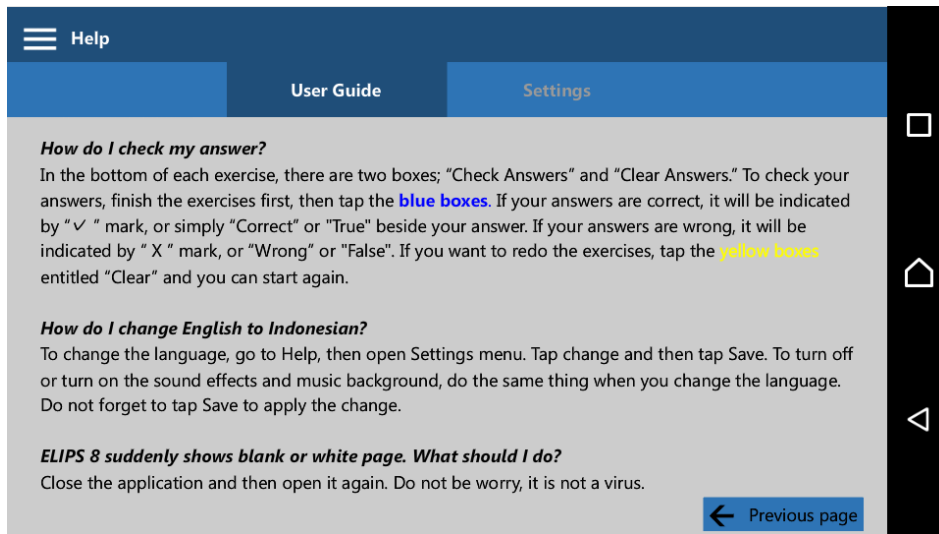 Help
User Guide
Settings
How do I check my answer?
In the bottom of each exercise, there are two boxes; “Check Answers” and “Clear Answers.” To check your
answers, finish the exercises first, then tap the blue boxes. If your answers are correct, it will be indicated
by “✓ ” mark, or simply “Correct” or "True" beside your answer. If your answers are wrong, it will be
indicated by “ X ” mark, or “Wrong” or "False". If you want to redo the exercises, tap the yellow boxes
entitled “Clear” and you can start again.
How do I change English to Indonesian?
To change the language, go to Help, then open Settings menu. Tap change and then tap Save. To turn off
or turn on the sound effects and music background, do the same thing when you change the language.
Do not forget to tap Save to apply the change.
ELIPS 8 suddenly shows blank or white page. What should I do?
Close the application and then open it again. Do not be worry, it is not a virus.
Previous page